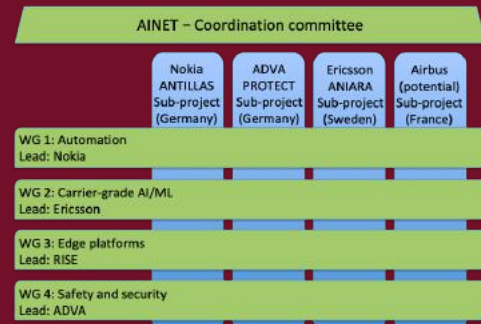 AINET – Coordination committee
Nokia
ANTILLAS
Sub-project
(Germany)
ADVA
PROTECT
Sub-project
(Germany)
Ericsson
ANIARA
Sub-project
(Sweden)
Airbus
(potential)
Sub-project
(France)
WG 1: Automation
Lead: Nokia
WG 2: Carrier-grade AI/ML
Lead: Ericsson
WG 3: Edge platforms
Lead: RISE
WG 4: Safety and security
Lead: ADVA